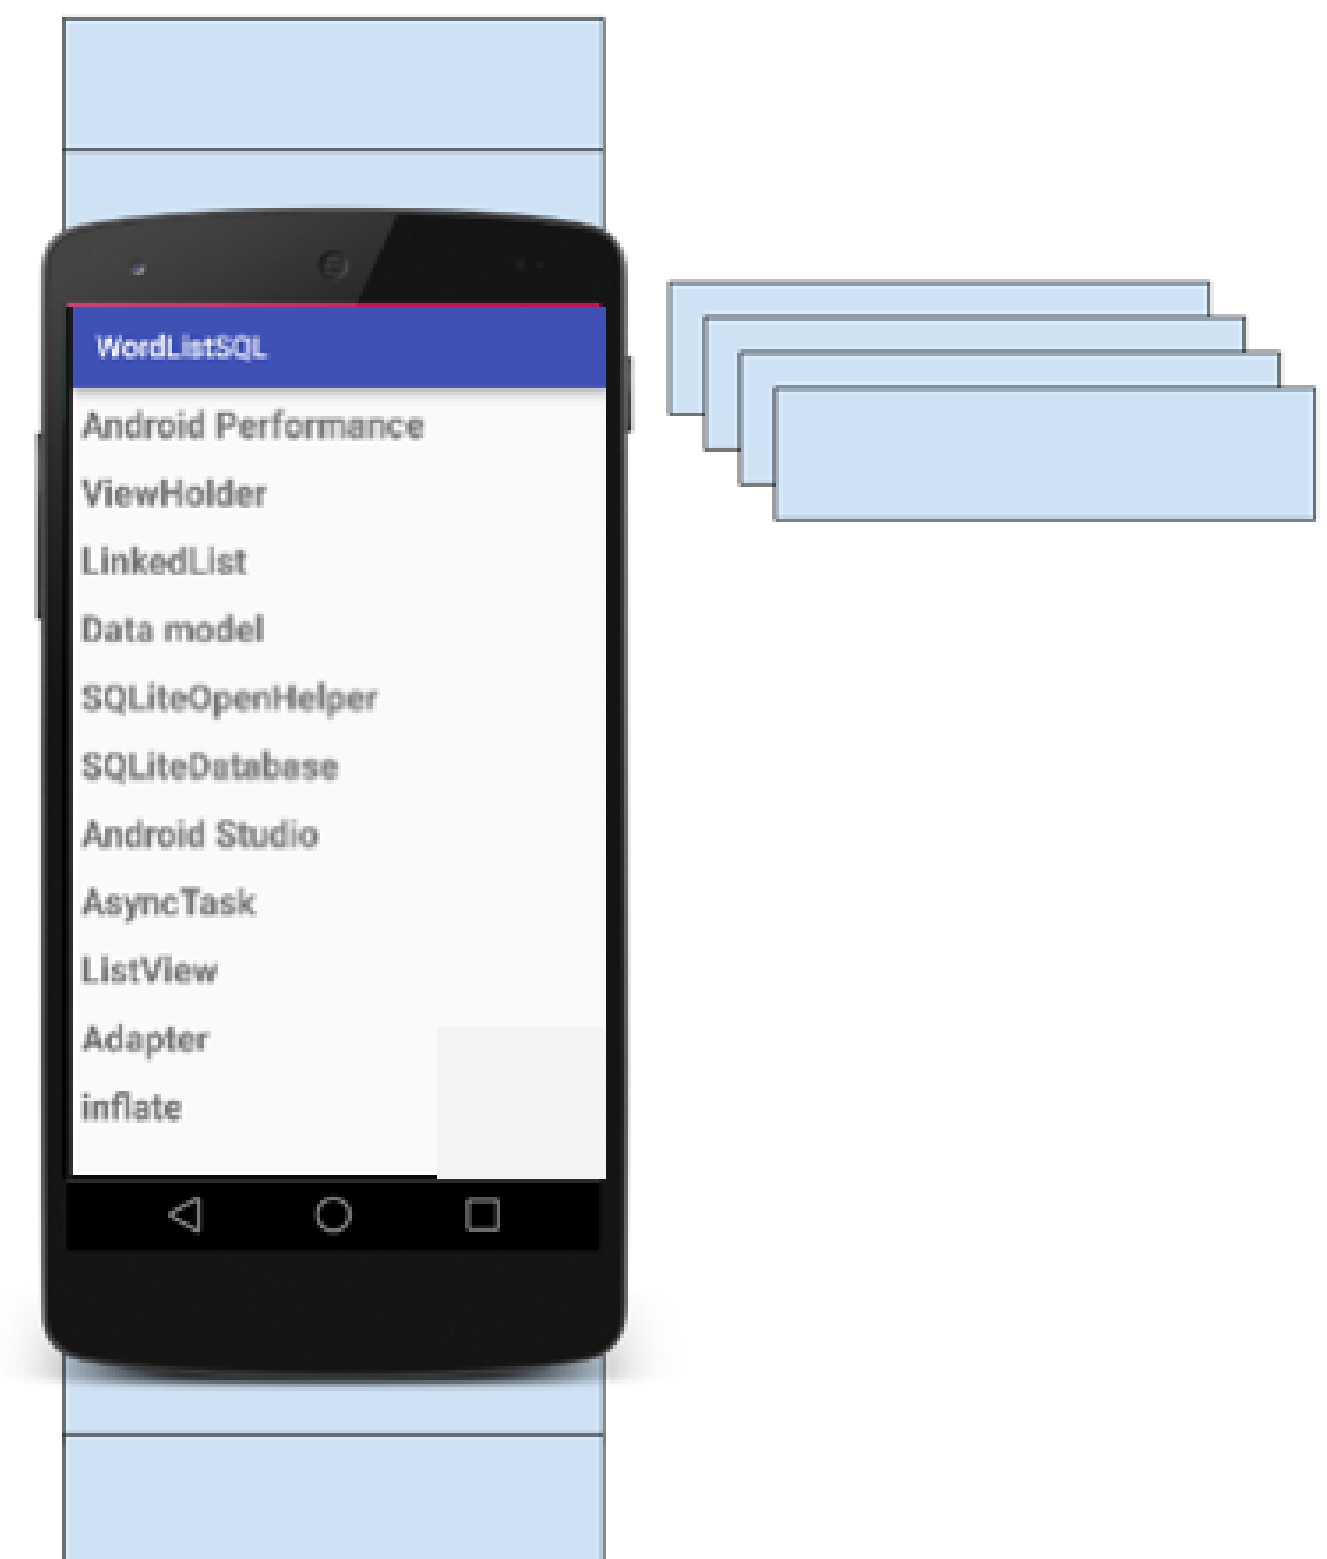 WordListSQL
Android Performance
ViewHolder
LinkedList
Data model
SQLiteOpenHelper
SQLiteDatabase
Android Studio
AsyncTask
ListView
Adapter
inflate